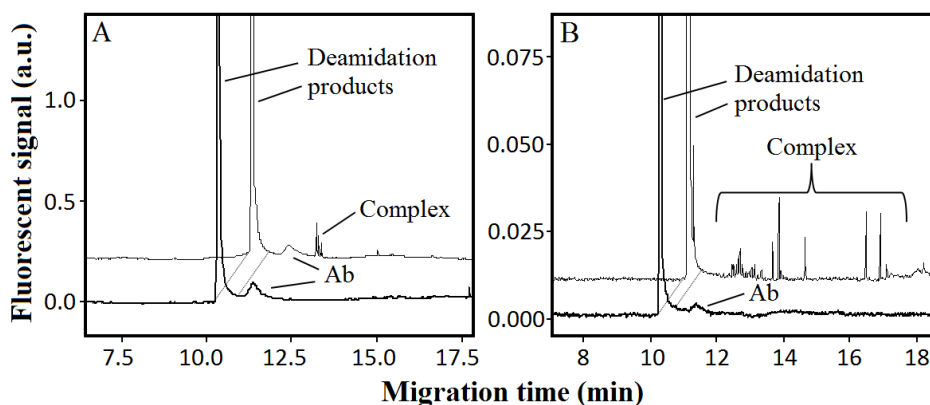 A
Deamidation
products
Complex
Ab
1.0
0.5
0.0
7.5 10.0 12.5 15.0 17.5
B
Deamidation
products
Complex
Ab
0.075
0.050
0.025
0.000
8 10 12 14 16 18
Fluorescent signal (a.u.)
Migration time (min)